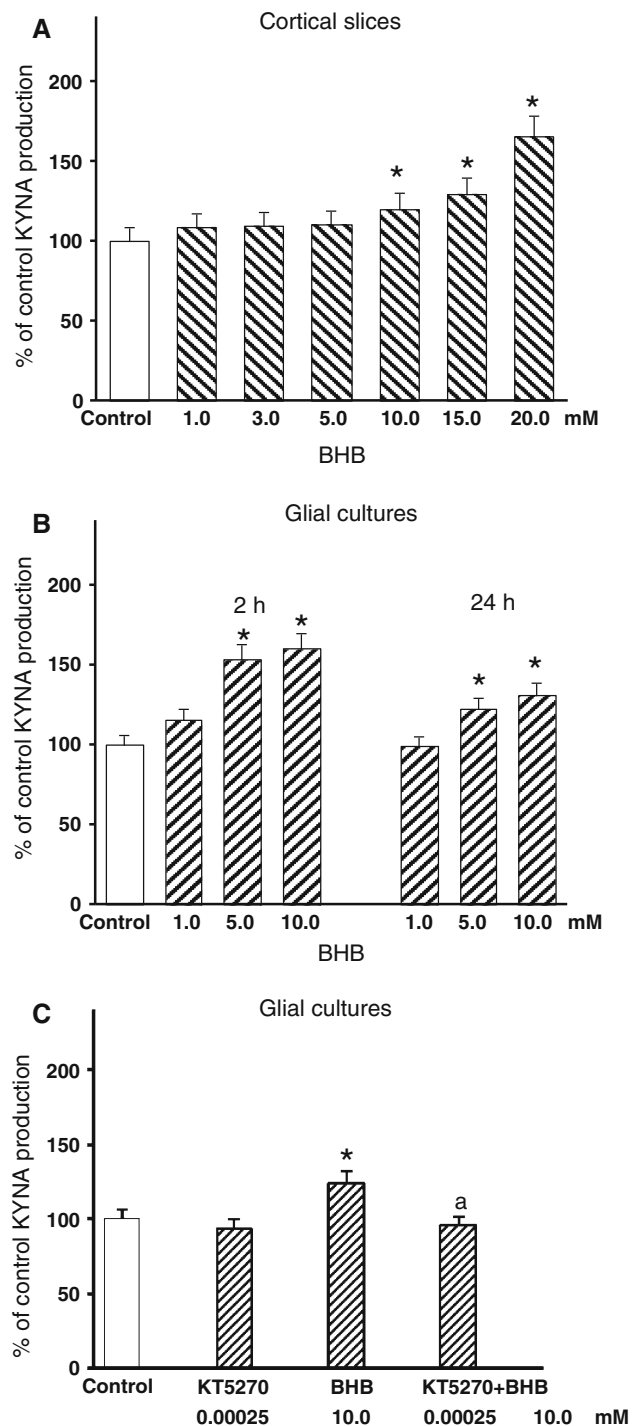 A
Cortical slices
% of control KYNA production
200
150
100
50
0
*
*
*
Control 1.0 3.0 5.0 10.0 15.0 20.0 mM
BHB
B
Glial cultures
% of control KYNA production
200
150
100
50
0
2 h
24 h
*
*
*
*
Control 1.0 5.0 10.0 1.0 5.0 10.0 mM
BHB
C
Glial cultures
% of control KYNA production
200
150
100
50
0
*
a
Control KT5270 BHB KT5270+BHB
0.00025 10.0 0.00025 10.0 mM